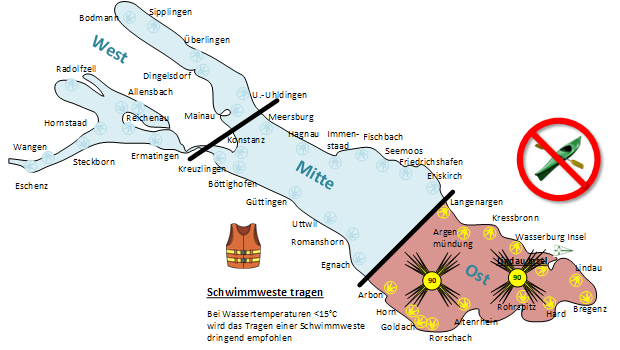 Sipplingen
Bodmann
Überlingen
West
Radolfzell
Dingelsdorf
Allensbach
U.-Uhldingen
Mainau
Meersburg
Reichenau
Hornstaad
Hagnau
Immen-
staad
Fischbach
Konstanz
Wangen
Ermatingen
Seemoos
Steckborn
Friedrichshafen
Kreuzlingen
Mitte
Eriskirch
Eschenz
Böttighofen
Güttingen
Langenargen
Kressbronn
Uttwil
Argen
mündung
Wasserburg Insel
Romanshorn
Lindau Insel
Egnach
Ost
Lindau
90
90
Arbon
Schwimmweste tragen
Rohrspitz
Bregenz
Horn
Hard
Bei Wassertemperaturen <15°C
Altenrhein
wird das Tragen einer Schwimmweste
Goldach
dringend empfohlen
Rorschach